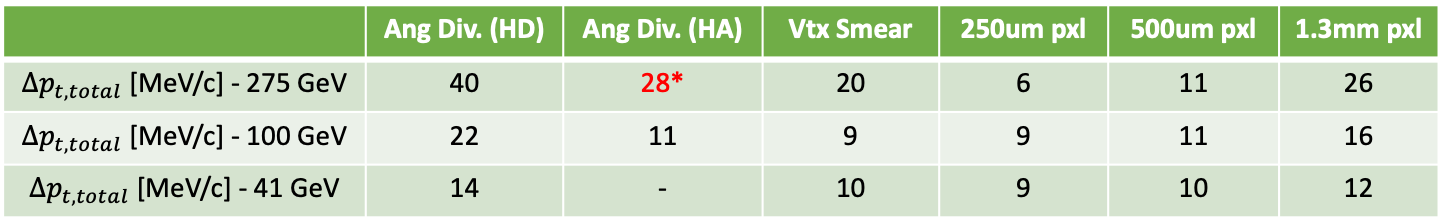 Ang Div. (HD) Ang Div. (HA) Vtx Smear 250um pxl 500um pxl 1.3mm pxl
Δp_{t,total} [MeV/c] - 275 GeV 40 28* 20 6 11 26
Δp_{t,total} [MeV/c] - 100 GeV 22 11 9 9 11 16
Δp_{t,total} [MeV/c] - 41 GeV 14 - 10 9 10 12